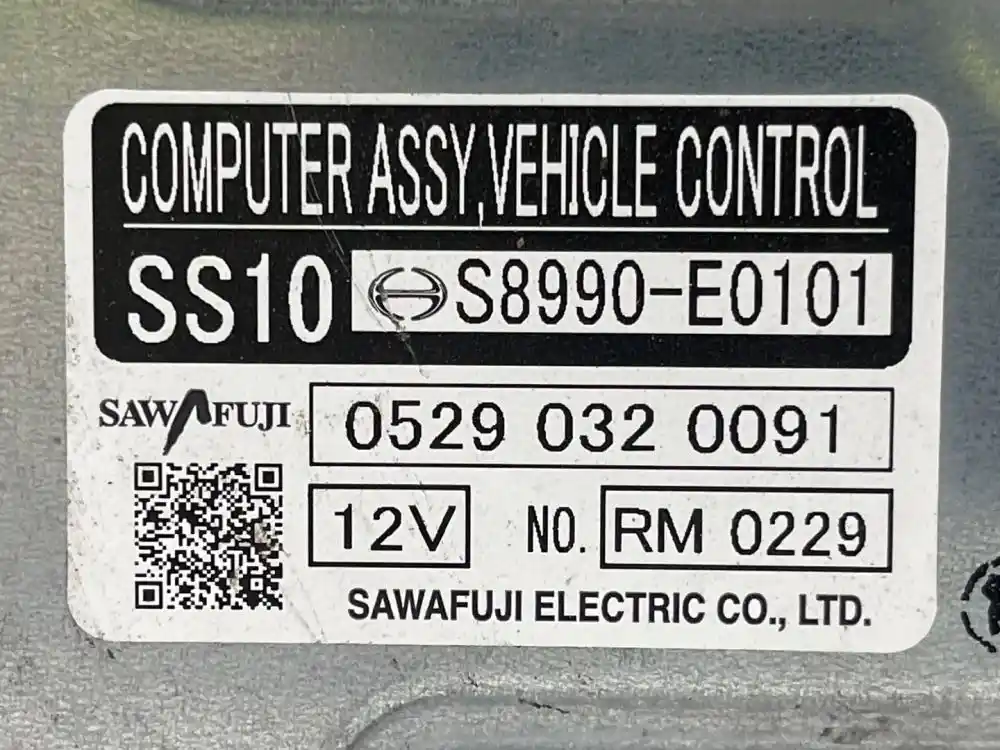 COMPUTER ASSY,VEHICLE CONTROL
SS10 S8990-E0101
SAWAFUJI 0529 032 0091
12V NO. RM 0229
SAWAFUJI ELECTRIC CO., LTD.